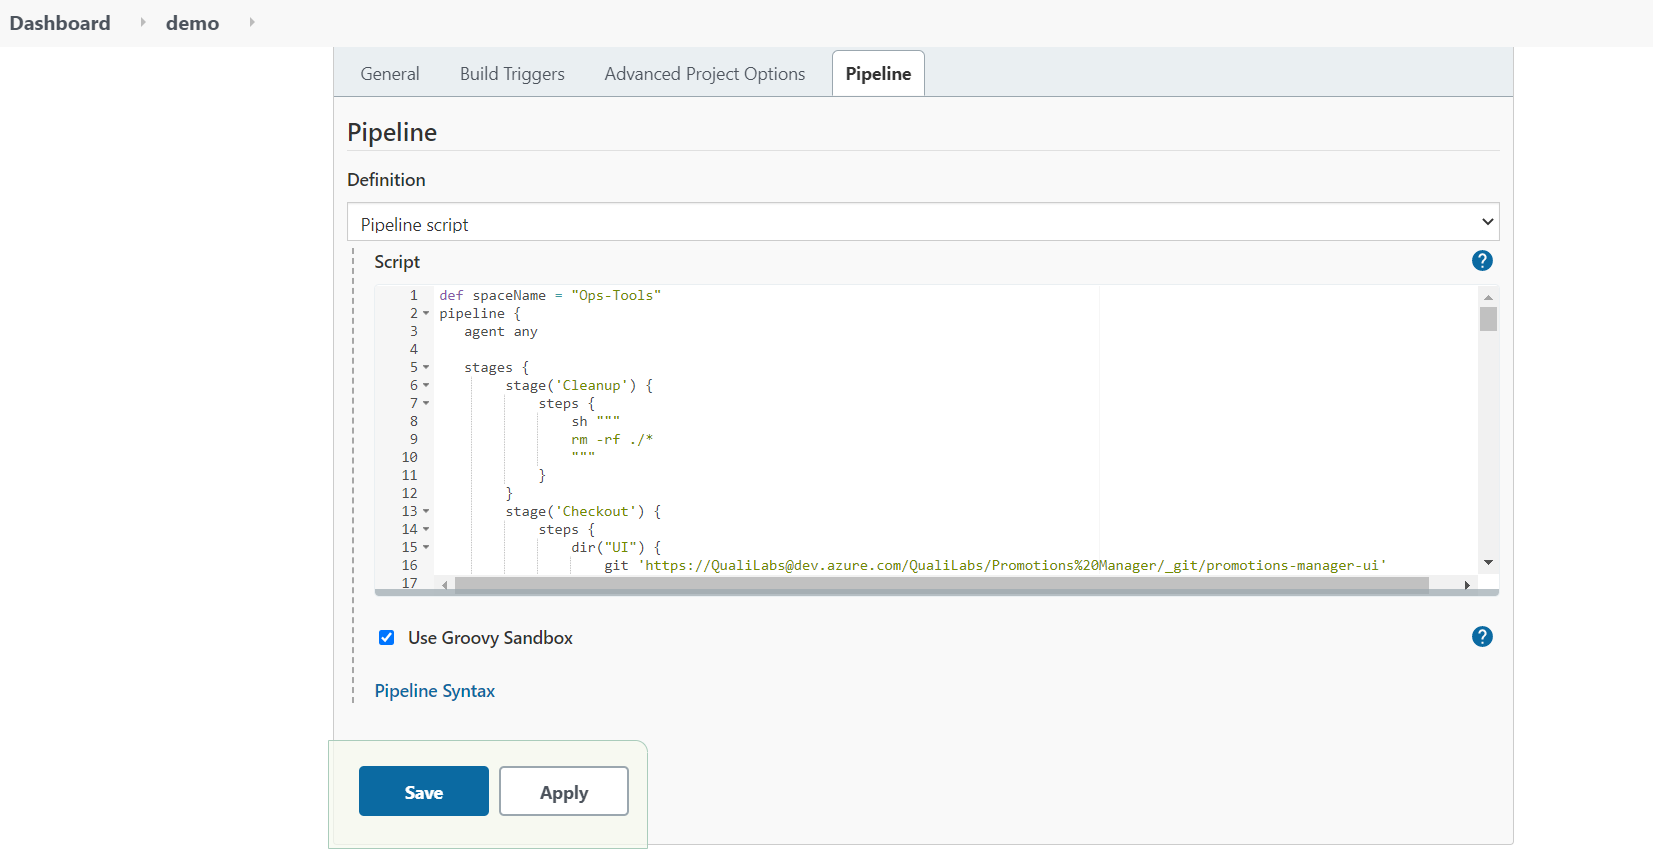 Dashboard demo
General Build Triggers Advanced Project Options Pipeline
Pipeline
Definition
Pipeline script
Script
?
1 def spaceName = "Ops-Tools"
2 pipeline {
3 agent any
4
5 stages {
6 stage('Cleanup') {
7 steps {
8 sh """
9 rm -rf ./*
10 """
11 }
12 }
13 stage('Checkout') {
14 steps {
15 dir("UI") {
16 git 'https://QualiLabs@dev.azure.com/QualiLabs/Promotions%20Manager/_git/promotions-manager-ui'
17
Use Groovy Sandbox
?
Pipeline Syntax
Save Apply